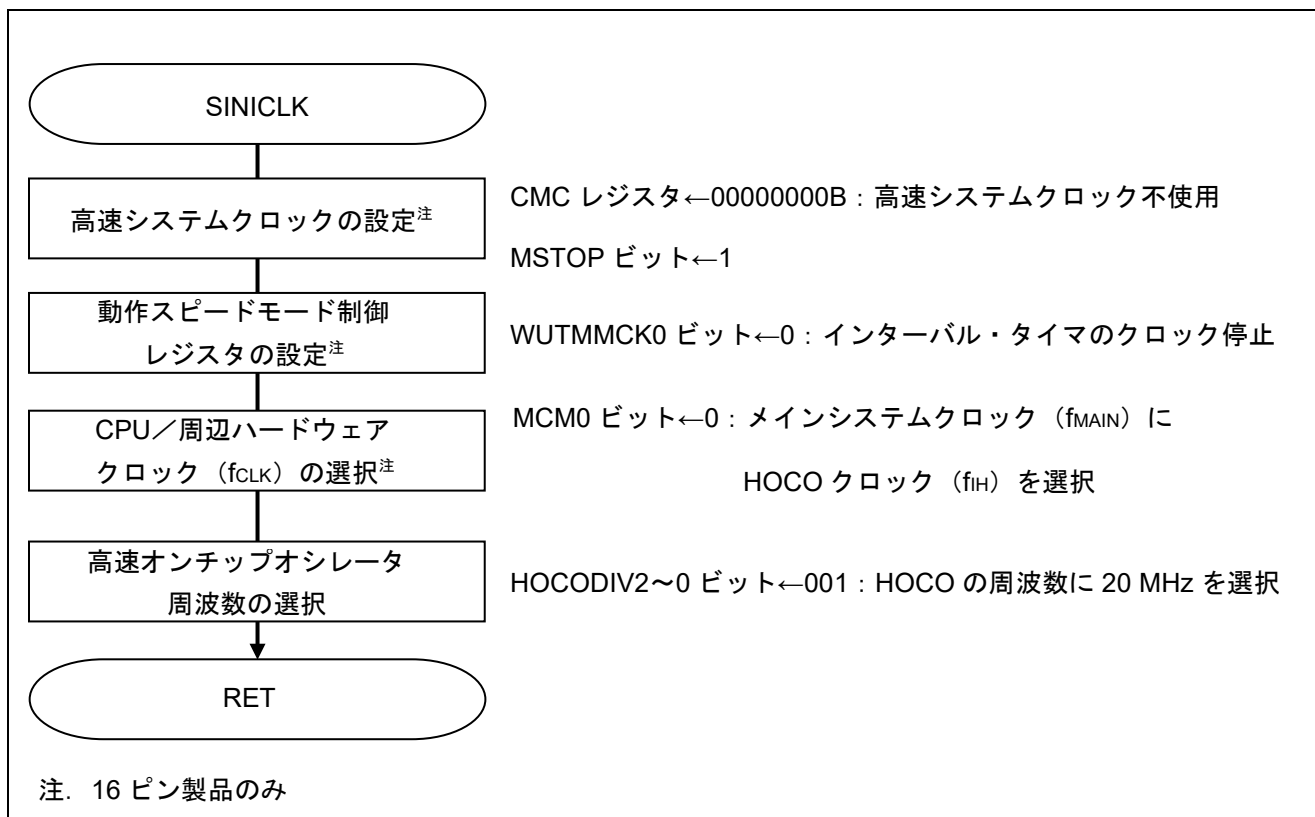 SINICLK
高速システムクロックの設定注
CMC レジスタ←00000000B：高速システムクロック不使用
MSTOP ビット←1
動作スピードモード制御
レジスタの設定注
WUTMMCK0 ビット←0：インターバル・タイマのクロック停止
CPU／周辺ハードウェア
クロック（fCLK）の選択注
MCM0 ビット←0：メインシステムクロック（fMAIN）に
HOCO クロック（fIH）を選択
高速オンチップオシレータ
周波数の選択
HOCODIV2～0 ビット←001：HOCO の周波数に 20 MHz を選択
RET
注．16 ピン製品のみ